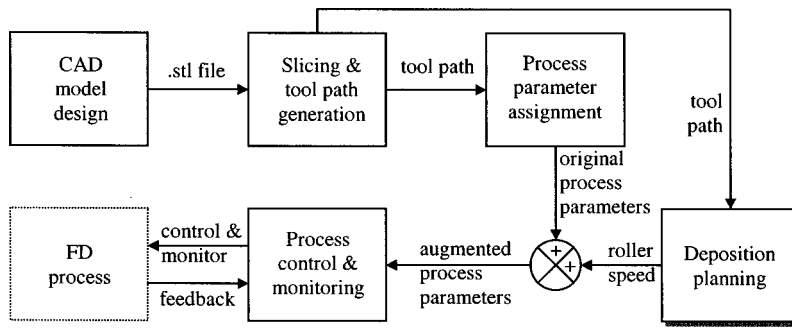 CAD
model
design
.stl file
Slicing &
tool path
generation
tool path
Process
parameter
assignment
tool
path
original
process
parameters
FD
process
control &
monitor
feedback
Process
control &
monitoring
augmented
process
parameters
+
+
roller
speed
Deposition
planning